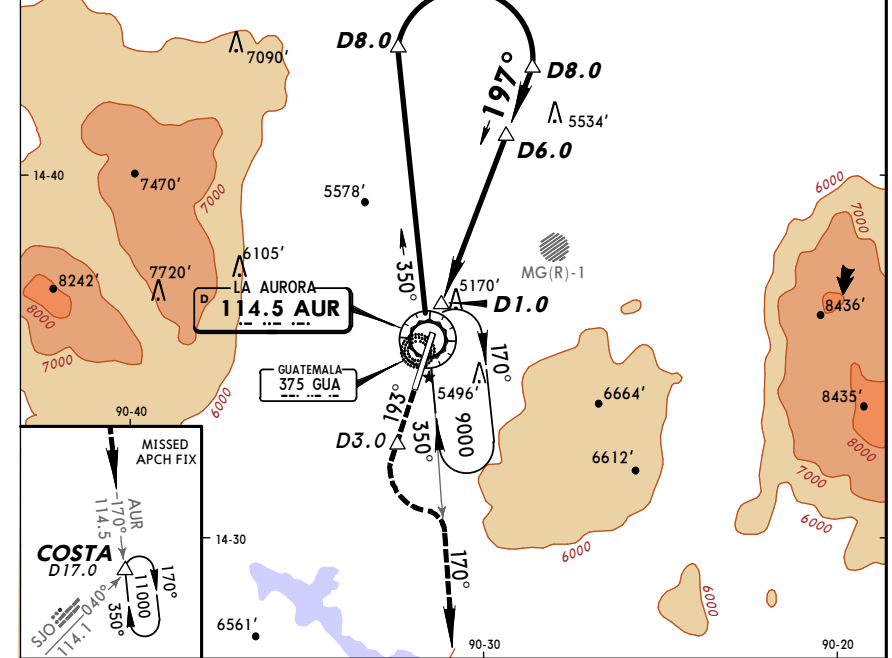 D8.0
7090'
D8.0
197°
5534'
D6.0
14-40
7470'
7000
5578'
6000
7000
MG(R)-1
6105'
350°
8242'
7720'
LA AURORA
D
114.5 AUR
5170'
D1.0
8436'
8000
7000
GUATEMALA
375 GUA
170°
6000
5496'
193°
350°
9000
6664'
8435'
8000
90-40
MISSED
APCH FIX
D3.0
6612'
7000
6000
AUR
114.5
170°
14-30
6000
COSTA
D17.0
170°
11000
350°
040°
SJO
114.1
170°
6000
6561'
90-30
90-20